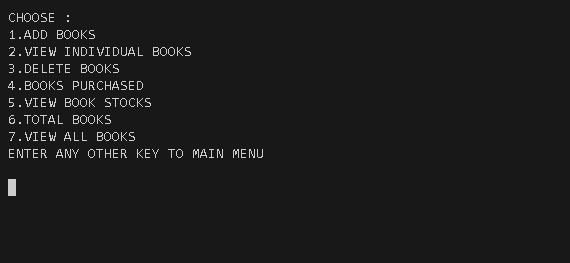 CHOOSE :
1.ADD BOOKS
2.VIEW INDIVIDUAL BOOKS
3.DELETE BOOKS
4.BOOKS PURCHASED
5.VIEW BOOK STOCKS
6.TOTAL BOOKS
7.VIEW ALL BOOKS
ENTER ANY OTHER KEY TO MAIN MENU